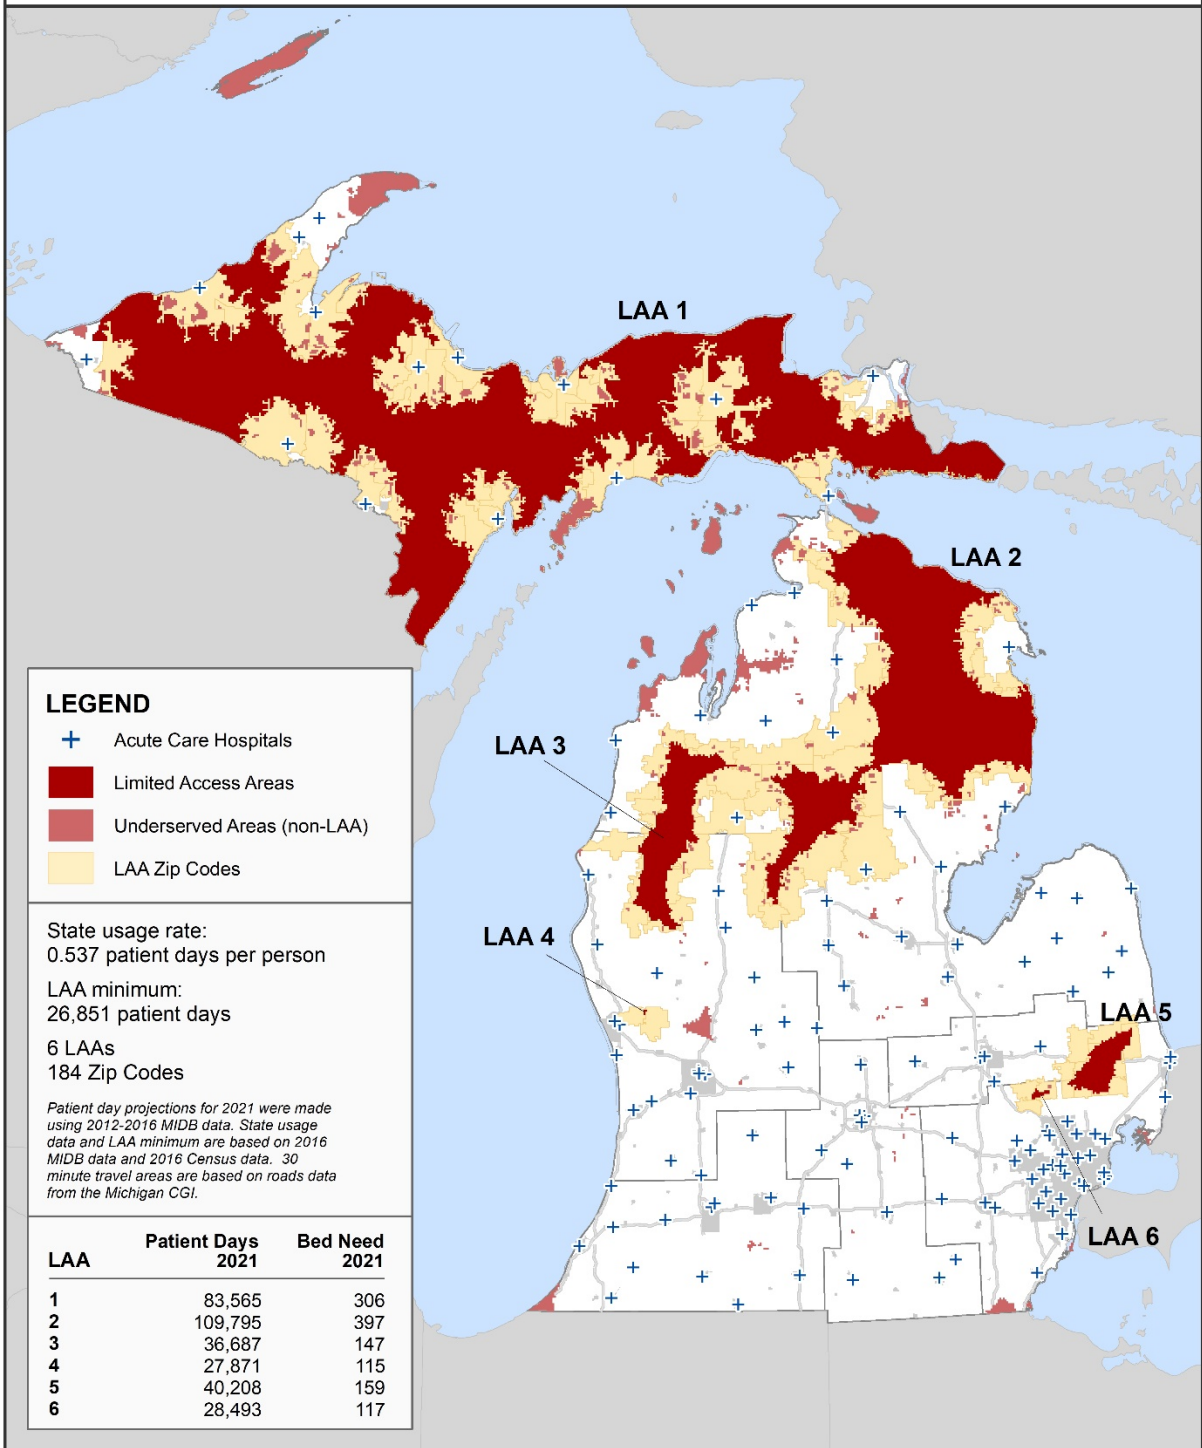 LAA 1
LAA 2
LAA 3
LAA 4
LAA 5
LAA 6
LEGEND
Acute Care Hospitals
Limited Access Areas
Underserved Areas (non-LAA)
LAA Zip Codes
State usage rate:
0.537 patient days per person
LAA minimum:
26,851 patient days
6 LAAs
184 Zip Codes
Patient day projections for 2021 were made
using 2012-2016 MIDB data. State usage
data and LAA minimum are based on 2016
MIDB data and 2016 Census data. 30
minute travel areas are based on roads data
from the Michigan CGI.
LAA Patient Days 2021 Bed Need 2021
1 83,565 306
2 109,795 397
3 36,687 147
4 27,871 115
5 40,208 159
6 28,493 117